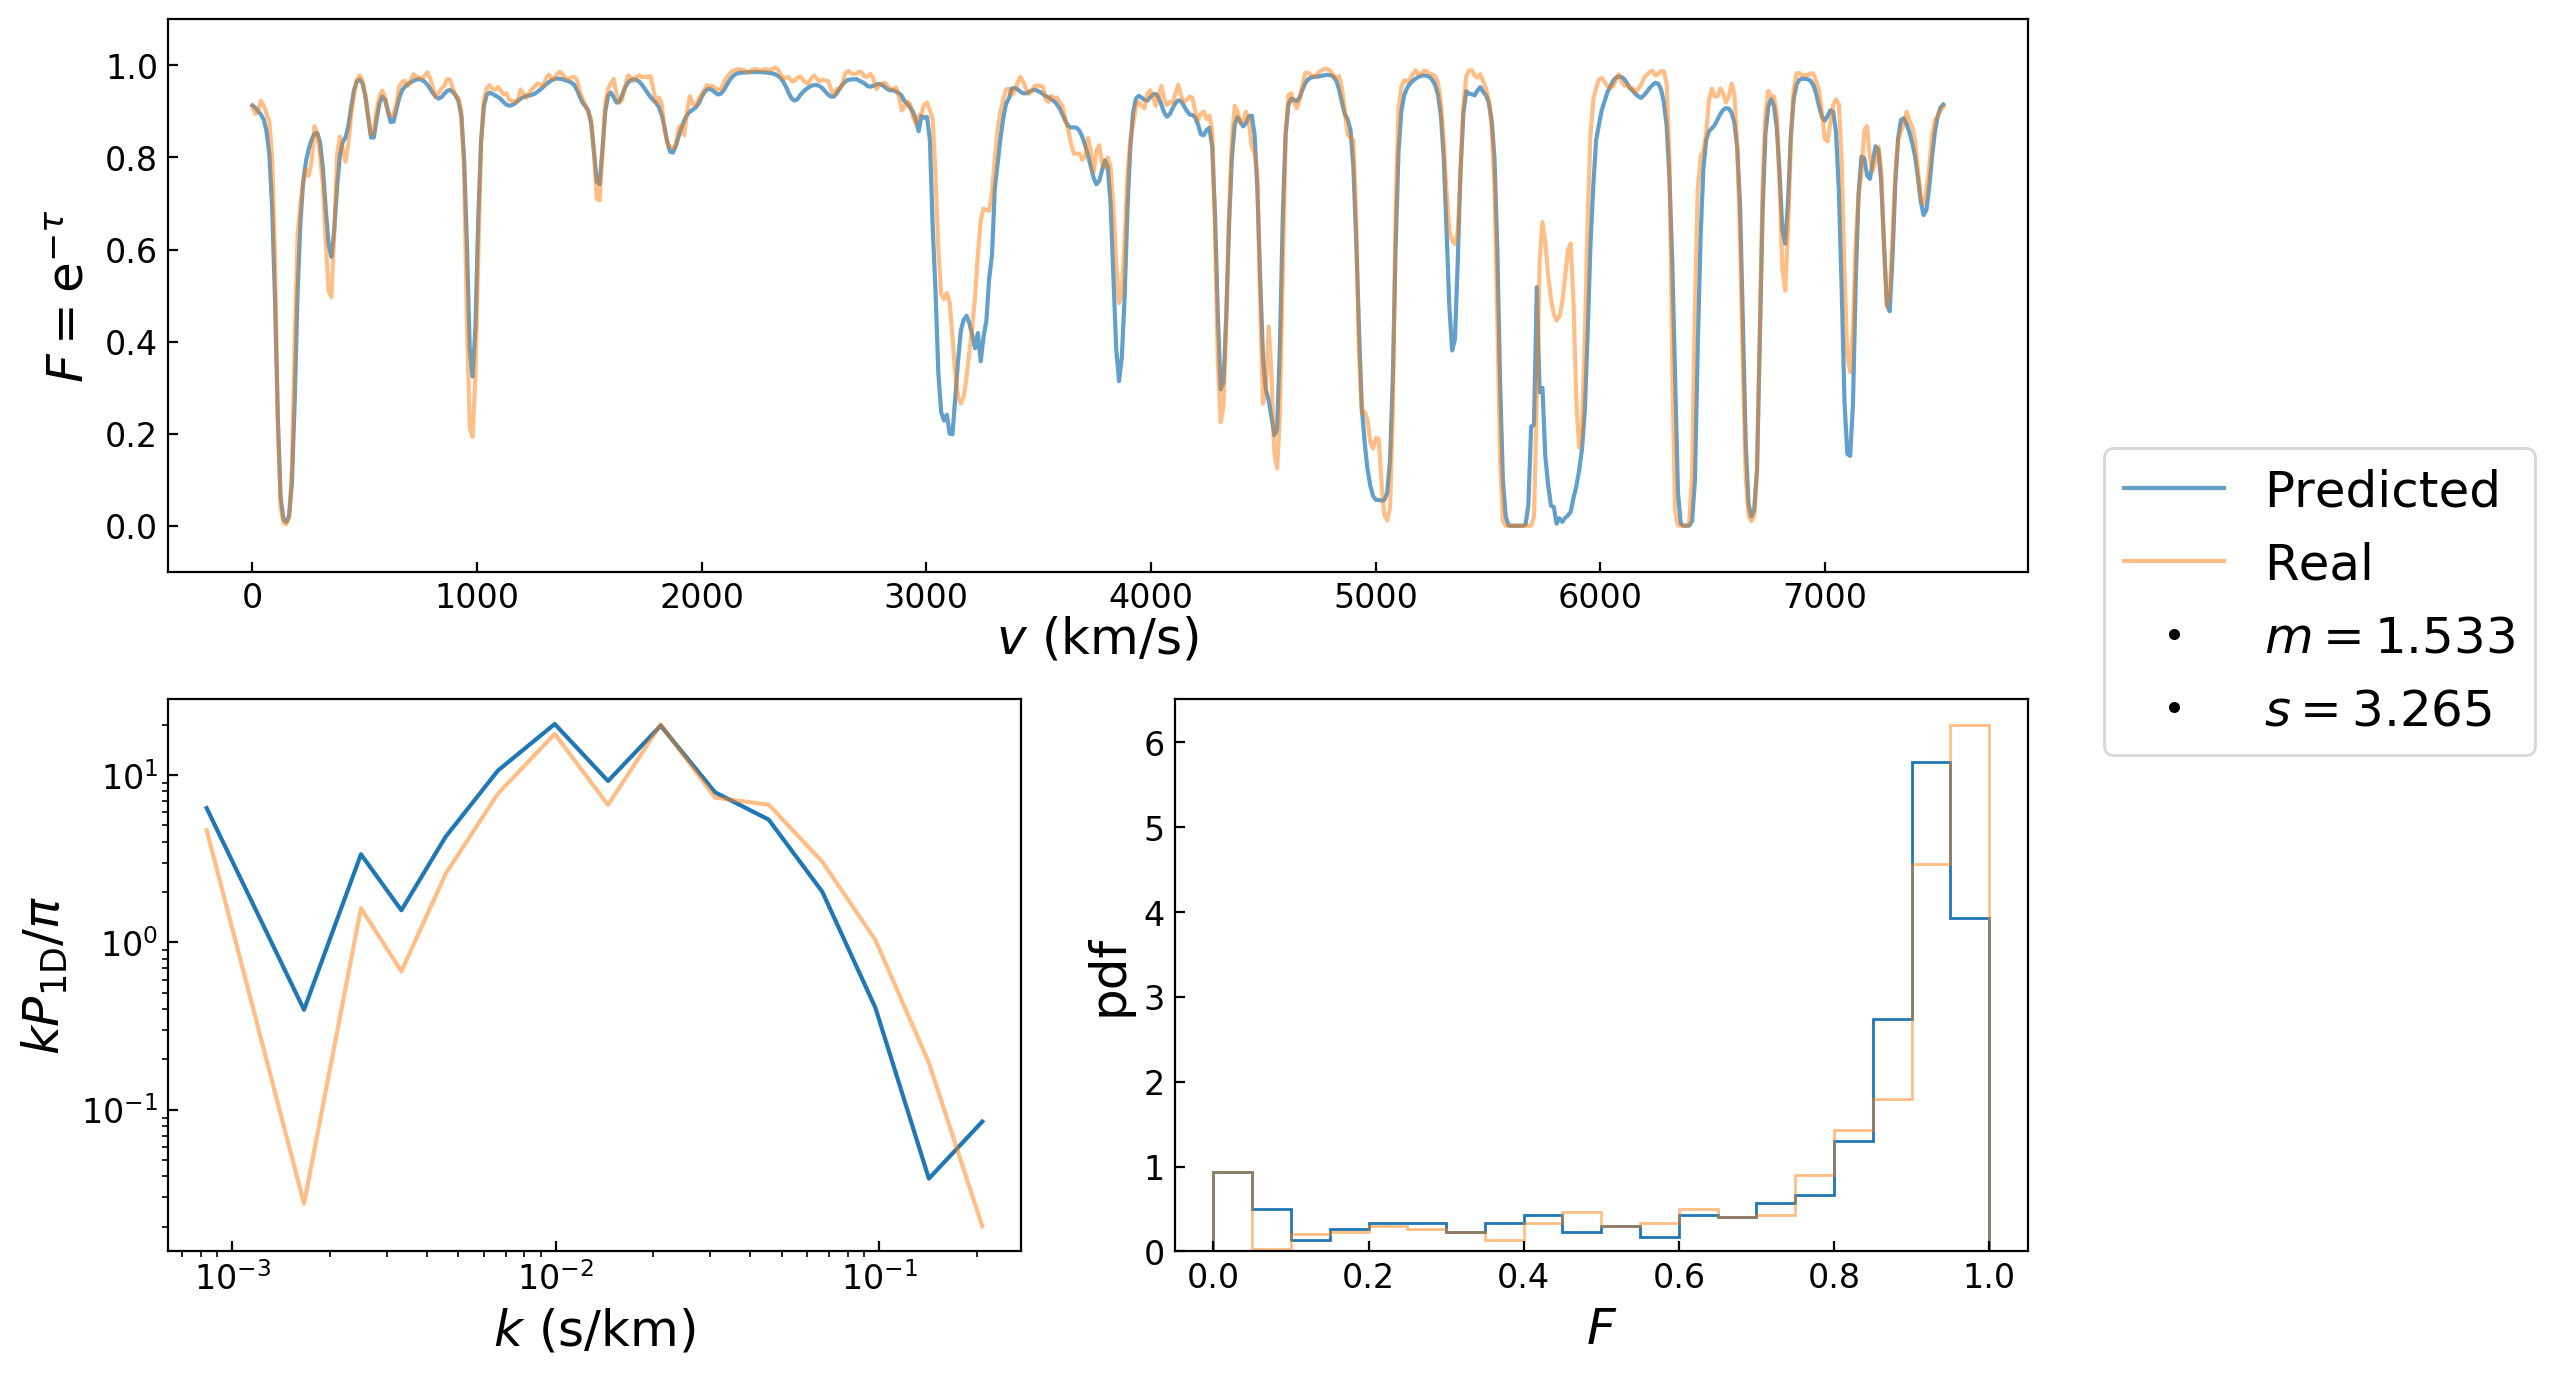 F = e^{−τ}
1.0
0.8
0.6
0.4
0.2
0.0
0 1000 2000 3000 4000 5000 6000 7000
v (km/s)
Predicted
Real
m = 1.533
s = 3.265
kP_{1D}/π
10^{1}
10^{0}
10^{−1}
10^{−3} 10^{−2} 10^{−1}
k (s/km)
pdf
6
5
4
3
2
1
0
0.0 0.2 0.4 0.6 0.8 1.0
F